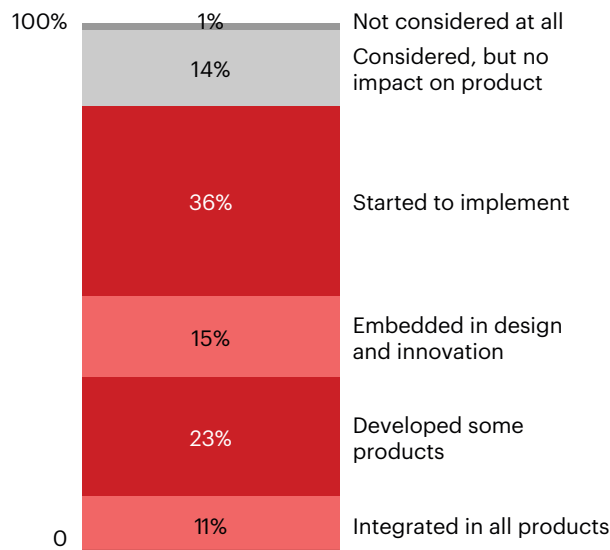 100%
1%
Not considered at all
14%
Considered, but no
impact on product
36%
Started to implement
15%
Embedded in design
and innovation
23%
Developed some
products
0
11%
Integrated in all products